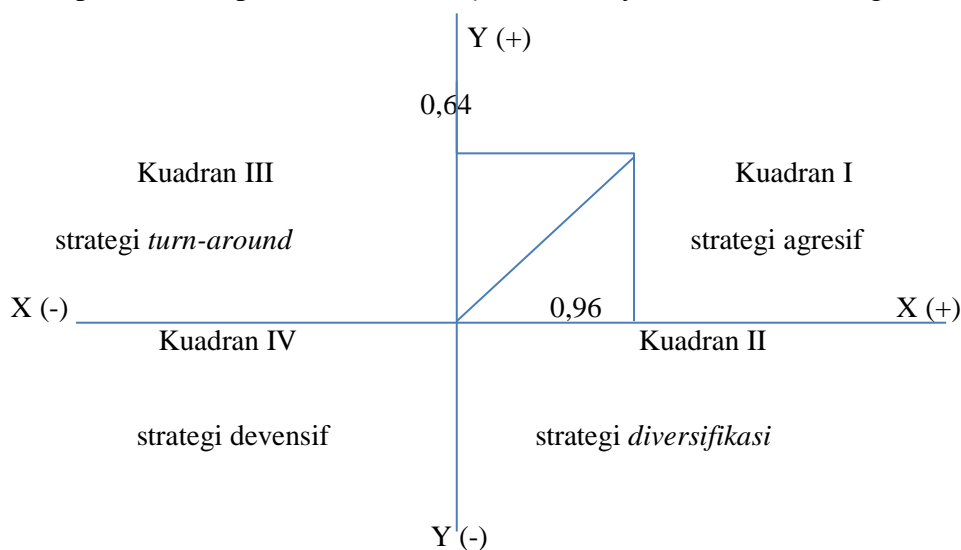 Y (+)
0,64
Kuadran III
Kuadran I
strategi turn-around
strategi agresif
X (-)
0,96
X (+)
Kuadran IV
Kuadran II
strategi devensif
strategi diversifikasi
Y (-)